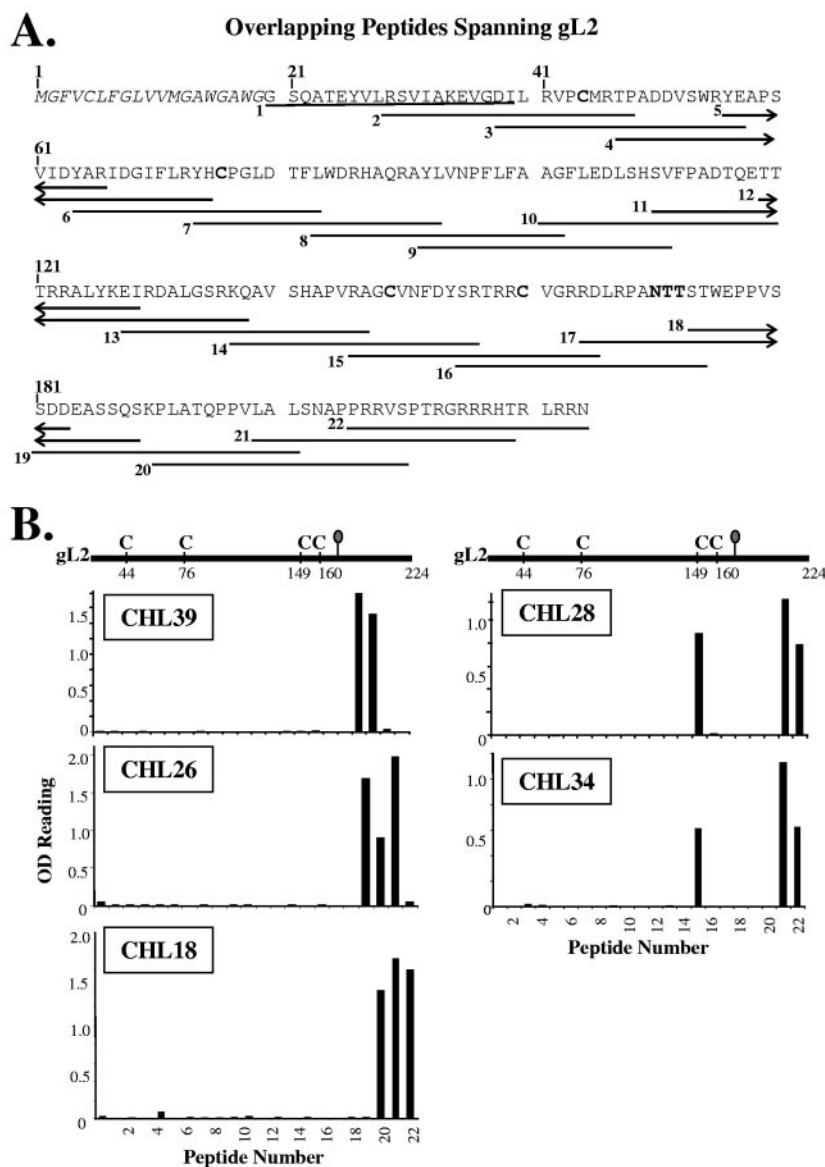 A.
Overlapping Peptides Spanning gL2
1 21 41
MGFVCLFGLVVMGAWGAWGG SQATEYVLRSVIAKEVGDIL RVPCMRTPADDVSWRYEAPS
1 2 3 4 5
61
VIDYARIDGIFLRYHCPGLD TFLWDRHAQRAYLVNPFLFA AGFLEDLSHSVFPADTQETT
6 7 8 9 10 11 12
121
TRRALYKEIRDALGSRKQAV SHAPVRAGCVNFDYSRTRRC VGRRDLRPANTTSTWEPPVS
13 14 15 16 17 18
181
SDDEASSQSKPLATQPPVLA LSNAPPRRVSPTRGRRRHTR LRRN
19 20 21 22
B.
gL2 C C CC
44 76 149 160 224
CHL39
1.5
1.0
0.5
0
CHL26
2.0
1.0
0.5
0
CHL18
2.0
1.5
1.0
0.5
0
2 4 6 8 10 12 14 16 18 20 22
Peptide Number
OD Reading
gL2 C C CC
44 76 149 160 224
CHL28
1.0
0.5
0
CHL34
1.0
0.5
0
2 4 6 8 10 12 14 16 18 20 22
Peptide Number